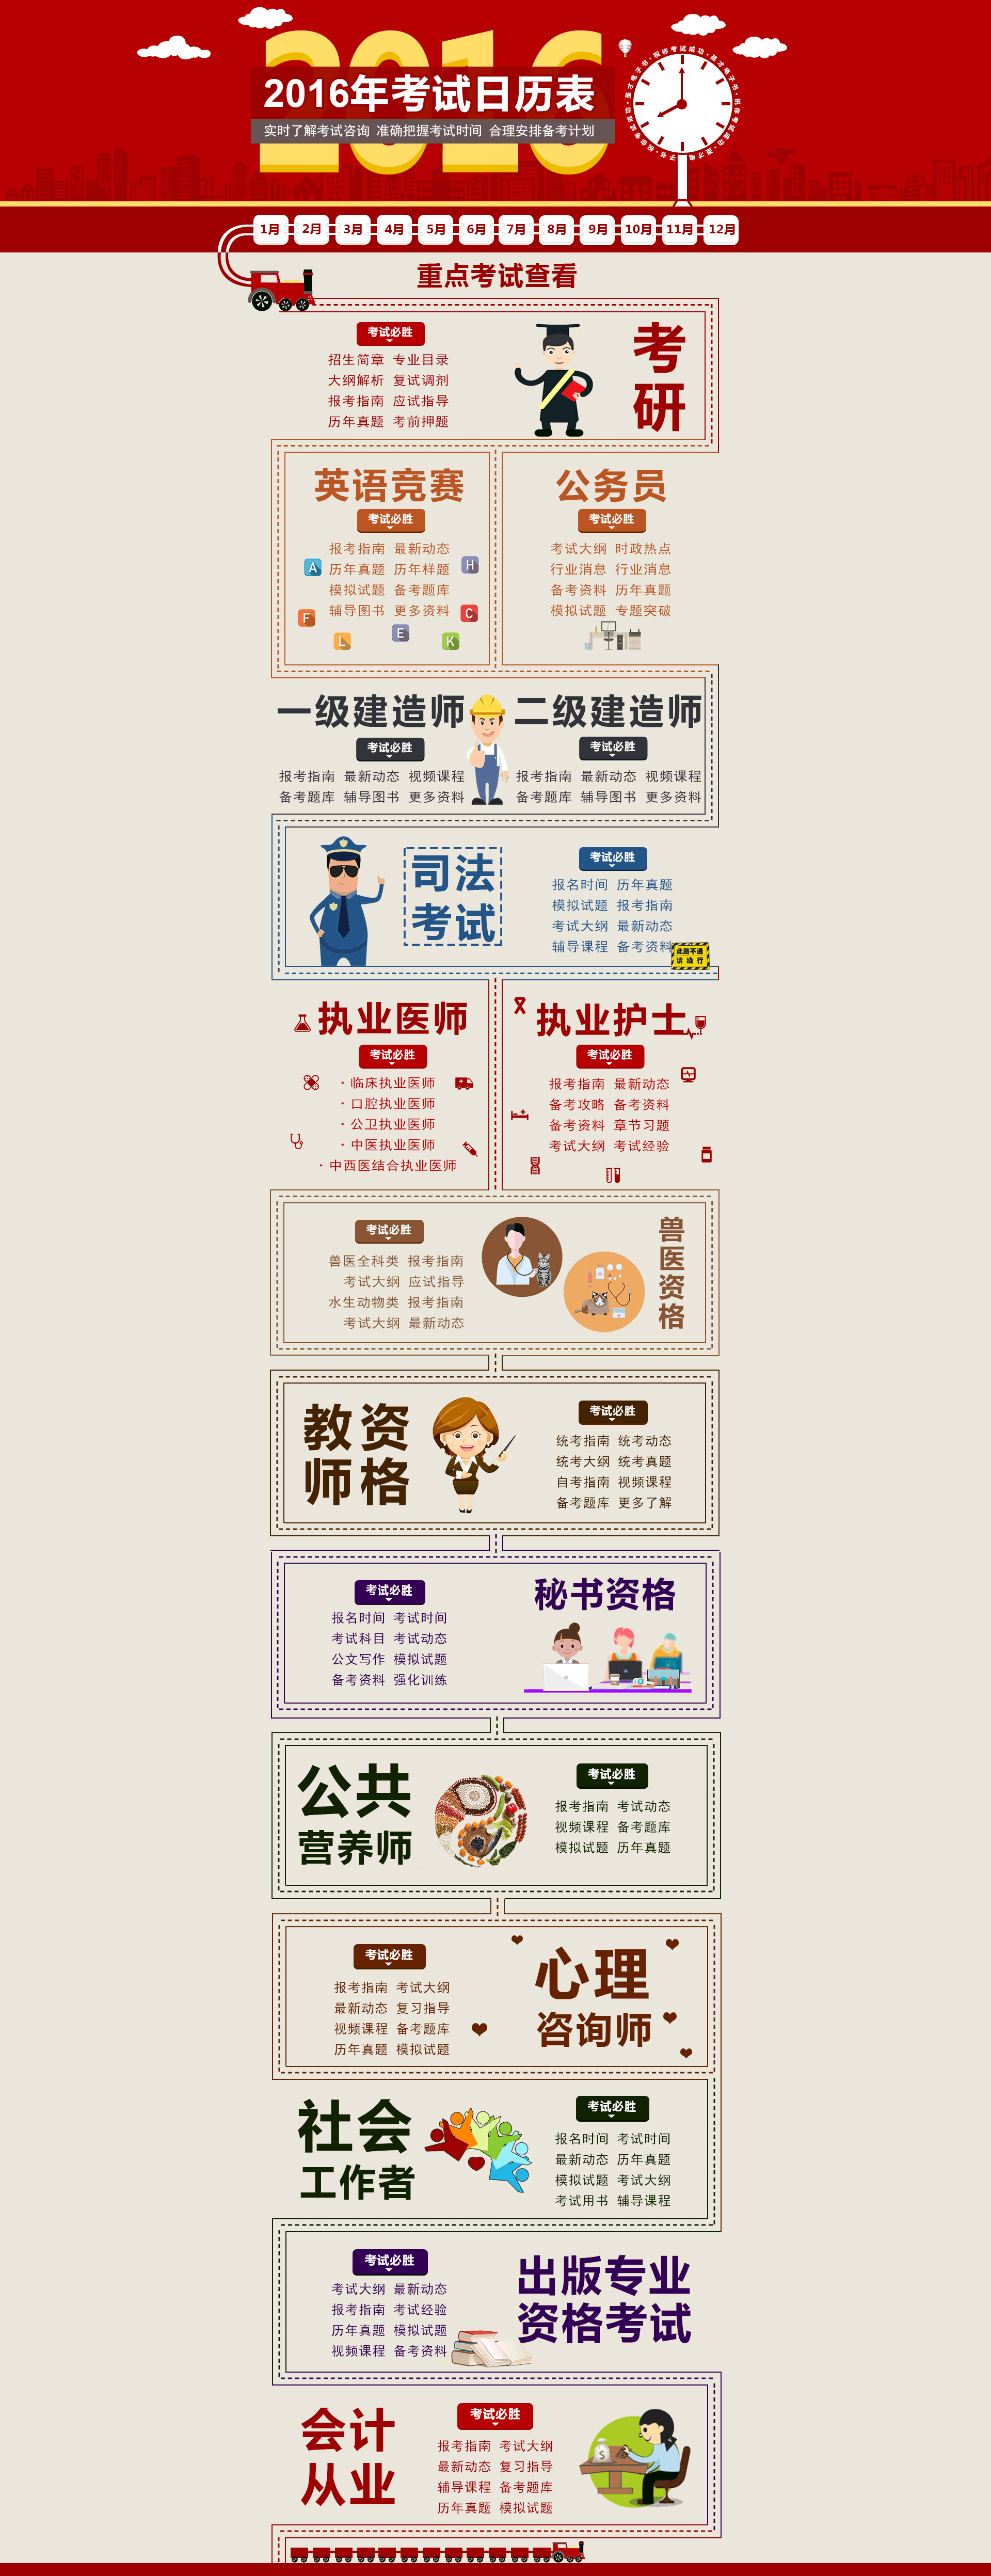 2016
2016年考试日历表
实时了解考试咨询 准确把握考试时间 合理安排备考计划
1月 2月 3月 4月 5月 6月 7月 8月 9月 10月 11月 12月
重点考试查看
考试必胜
招生简章 专业目录
大纲解析 复试调剂
报考指南 应试指导
历年真题 考前押题
考研
英语竞赛
考试必胜
报考指南 最新动态
历年真题 历年样题
模拟试题 备考题库
辅导图书 更多资料
A
H
F
C
L
E
K
公务员
考试必胜
考试大纲 时政热点
行业消息 行业消息
备考资料 历年真题
模拟试题 专题突破
一级建造师
考试必胜
报考指南 最新动态 视频课程
备考题库 辅导图书 更多资料
二级建造师
考试必胜
报考指南 最新动态 视频课程
备考题库 辅导图书 更多资料
司法
考试
考试必胜
报名时间 历年真题
模拟试题 报考指南
考试大纲 最新动态
辅导课程 备考资料
此路不通
请绕行
执业医师
考试必胜
·临床执业医师
·口腔执业医师
·公卫执业医师
·中医执业医师
·中西医结合执业医师
执业护士
考试必胜
报考指南 最新动态
备考攻略 备考资料
备考资料 章节习题
考试大纲 考试经验
考试必胜
兽医全科类 报考指南
考试大纲 应试指导
水生动物类 报考指南
考试大纲 最新动态
兽医资格
教资
师格
考试必胜
统考指南 统考动态
统考大纲 统考真题
自考指南 视频课程
备考题库 更多了解
考试必胜
报名时间 考试时间
考试科目 考试动态
公文写作 模拟试题
备考资料 强化训练
秘书资格
公共
营养师
考试必胜
报考指南 考试动态
视频课程 备考题库
模拟试题 历年真题
考试必胜
报考指南 考试大纲
最新动态 复习指导
视频课程 备考题库
历年真题 模拟试题
心理
咨询师
社会
工作者
考试必胜
报名时间 考试时间
最新动态 历年真题
模拟试题 考试大纲
考试用书 辅导课程
考试必胜
考试大纲 最新动态
报考指南 考试经验
历年真题 模拟试题
视频课程 备考资料
出版专业
资格考试
会计
从业
考试必胜
报考指南 考试大纲
最新动态 复习指导
辅导课程 备考题库
历年真题 模拟试题
$